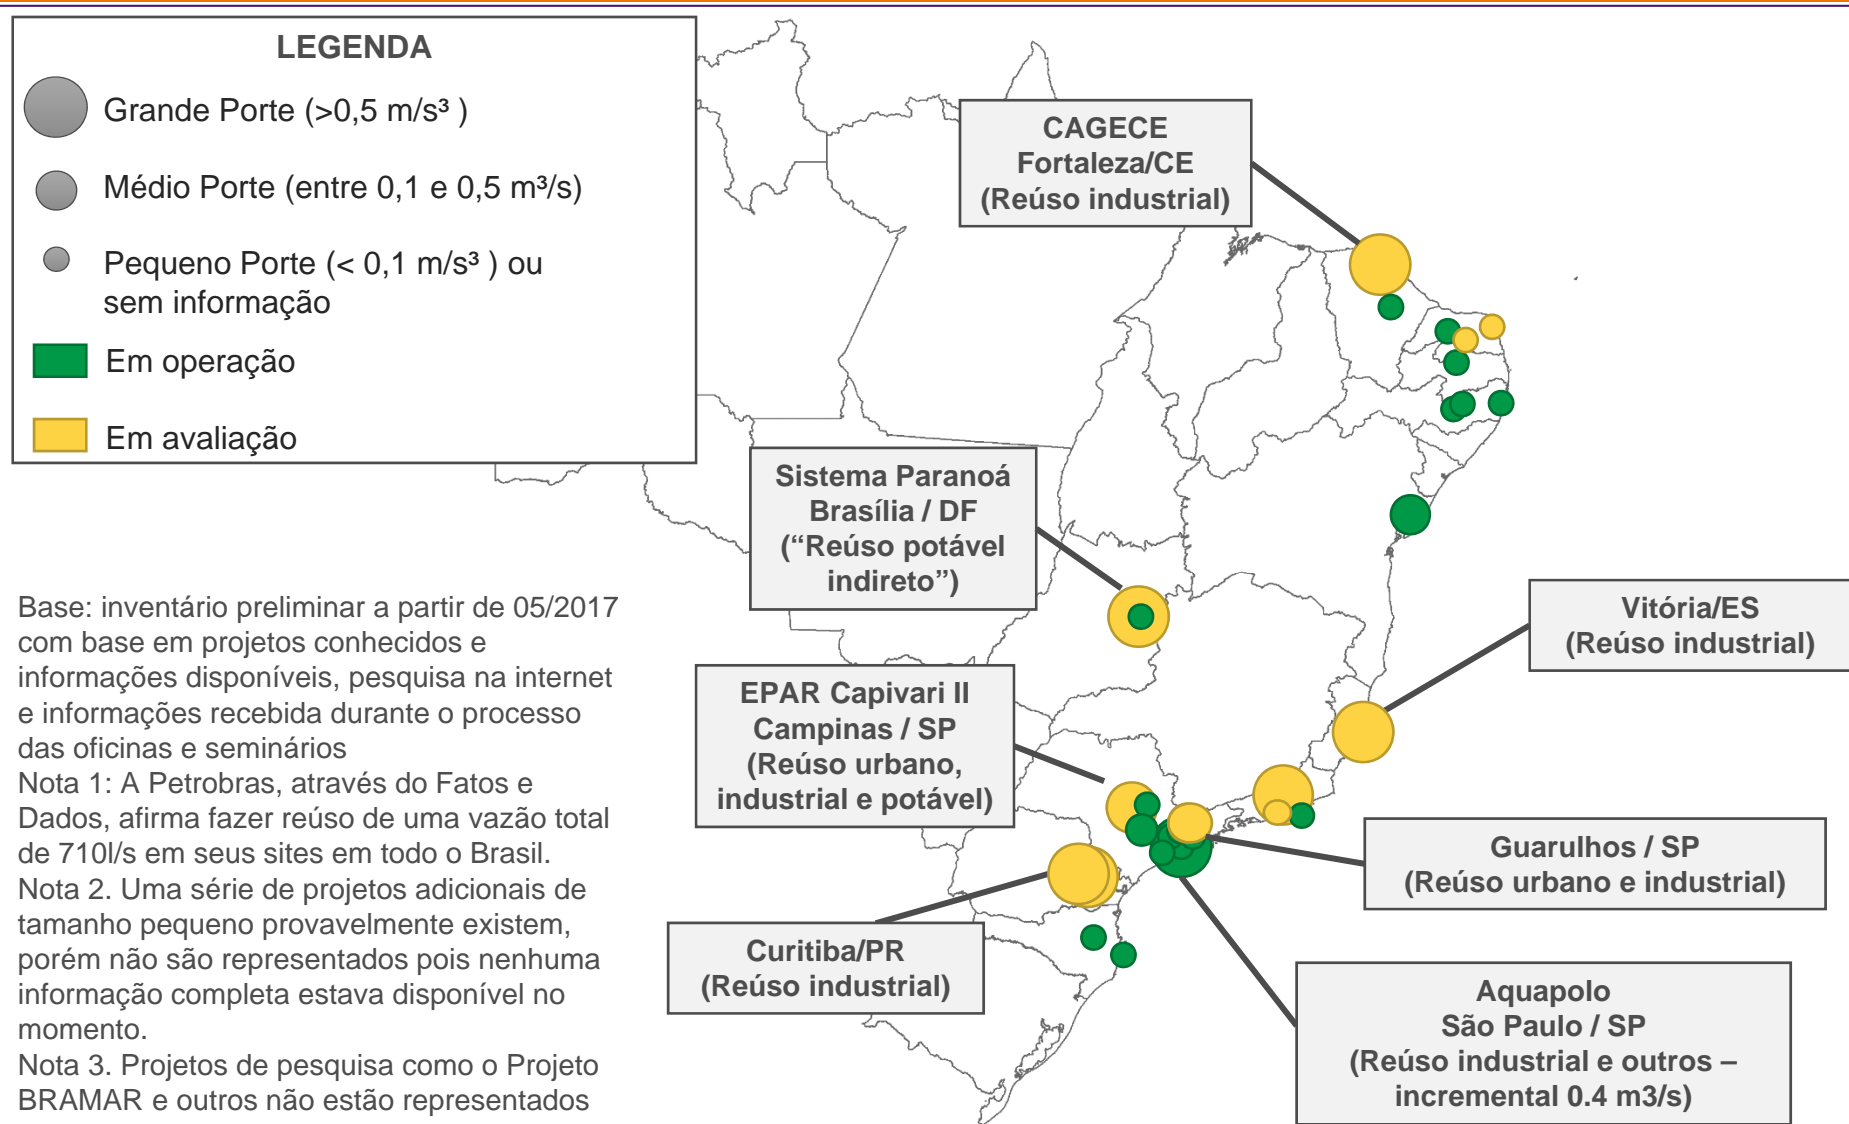 LEGENDA
Grande Porte (>0,5 m/s³ )
Médio Porte (entre 0,1 e 0,5 m³/s)
Pequeno Porte (< 0,1 m/s³ ) ou
sem informação
Em operação
Em avaliação
CAGECE
Fortaleza/CE
(Reúso industrial)
Sistema Paranoá
Brasília / DF
(“Reúso potável
indireto”)
Vitória/ES
(Reúso industrial)
EPAR Capivari II
Campinas / SP
(Reúso urbano,
industrial e potável)
Guarulhos / SP
(Reúso urbano e industrial)
Curitiba/PR
(Reúso industrial)
Aquapolo
São Paulo / SP
(Reúso industrial e outros –
incremental 0.4 m3/s)
Base: inventário preliminar a partir de 05/2017
com base em projetos conhecidos e
informações disponíveis, pesquisa na internet
e informações recebida durante o processo
das oficinas e seminários
Nota 1: A Petrobras, através do Fatos e
Dados, afirma fazer reúso de uma vazão total
de 710l/s em seus sites em todo o Brasil.
Nota 2. Uma série de projetos adicionais de
tamanho pequeno provavelmente existem,
porém não são representados pois nenhuma
informação completa estava disponível no
momento.
Nota 3. Projetos de pesquisa como o Projeto
BRAMAR e outros não estão representados